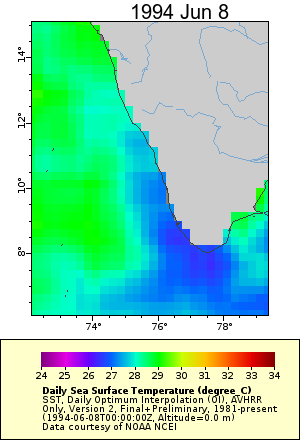 1994 Jun 8
14°
12°
10°
8°
74°
76°
78°
24 25 26 27 28 29 30 31 32 33 34
Daily Sea Surface Temperature (degree_C)
SST, Daily Optimum Interpolation (OI), AVHRR
Only, Version 2, Final+Preliminary, 1981-present
(1994-06-08T00:00:00Z, Altitude=0.0 m)
Data courtesy of NOAA NCEI